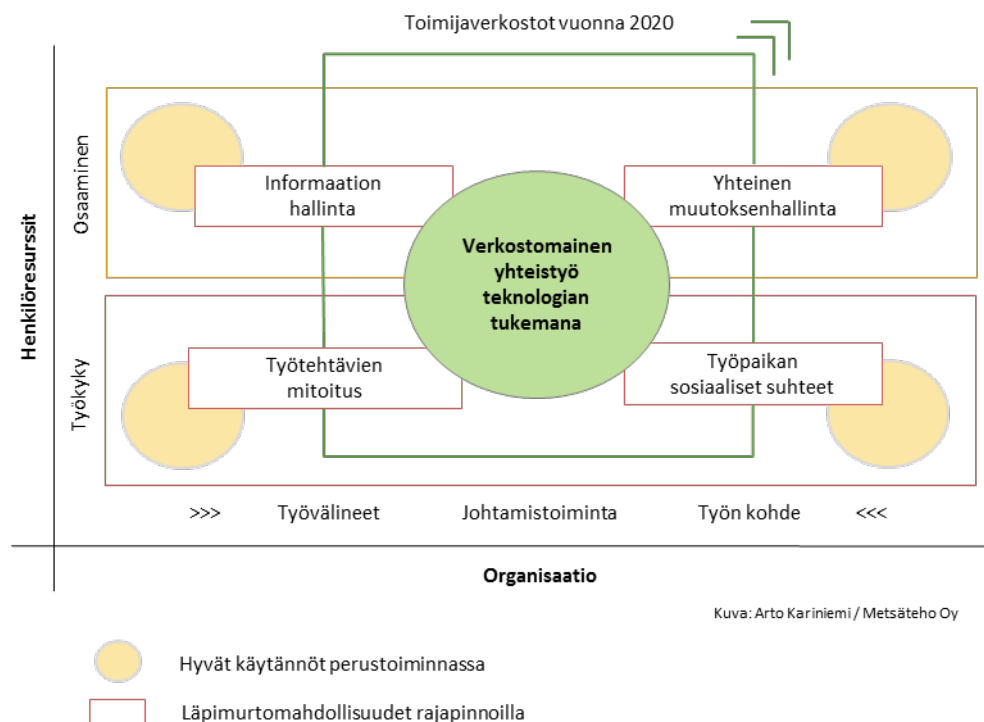 Toimijaverkostot vuonna 2020
Henkilöresurssit
Osaaminen
Informaation
hallinta
Yhteinen
muutoksenhallinta
Verkostomainen
yhteistyö
teknologian
tukemana
Työkyky
Työtehtävien
mitoitus
Työpaikan
sosiaaliset suhteet
>>> Työvälineet Johtamistoiminta Työn kohde <<<
Organisaatio
Kuva: Arto Kariniemi / Metsäteho Oy
Hyvät käytännöt perustoiminnassa
Läpimurtomahdollisuudet rajapinnoilla